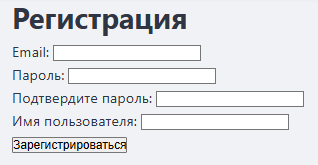 Регистрация
Email:
Пароль:
Подтвердите пароль:
Имя пользователя:
Зарегистрироваться